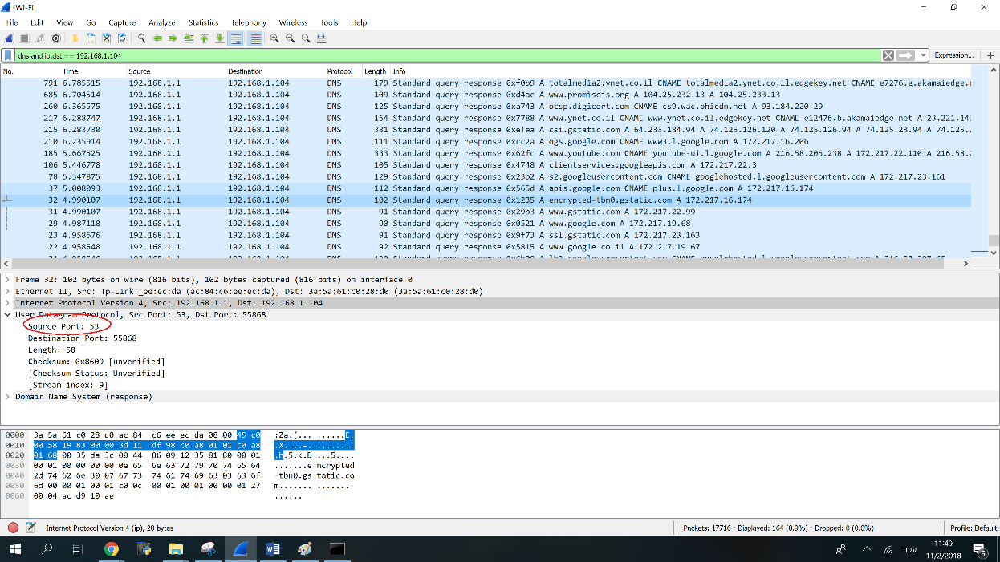 *Wi-Fi
File Edit View Go Capture Analyze Statistics Telephony Wireless Tools Help
dns and ip.dst == 192.168.1.104
Expression...
No. Time Source Destination Protocol Length Info
791 6.785515 192.168.1.1 192.168.1.104 DNS 179 Standard query response 0xf0b9 A totalmedia2.ynet.co.il CNAME totalmedia2.ynet.co.il.edgekey.net CNAME e7276.g.akamaiedge.n
685 6.704514 192.168.1.1 192.168.1.104 DNS 109 Standard query response 0xd4ac A www.promisejs.org A 104.25.232.13 A 104.25.233.13
260 6.365575 192.168.1.1 192.168.1.104 DNS 125 Standard query response 0xa743 A ocsp.digicert.com CNAME cs9.wac.phicdn.net A 93.184.220.29
217 6.288747 192.168.1.1 192.168.1.104 DNS 164 Standard query response 0x7788 A www.ynet.co.il CNAME www.ynet.co.il.edgekey.net CNAME e12476.b.akamaiedge.net A 23.221.14
215 6.283730 192.168.1.1 192.168.1.104 DNS 331 Standard query response 0xefea A csi.gstatic.com A 64.233.184.94 A 74.125.126.120 A 74.125.126.94 A 74.125.23.94 A 74.125..
210 6.235914 192.168.1.1 192.168.1.104 DNS 111 Standard query response 0xcc2a A ogs.google.com CNAME www3.l.google.com A 172.217.16.206
185 5.667525 192.168.1.1 192.168.1.104 DNS 333 Standard query response 0x62fc A www.youtube.com CNAME youtube-ui.l.google.com A 216.58.205.238 A 172.217.22.110 A 216.58.2
106 5.446778 192.168.1.1 192.168.1.104 DNS 105 Standard query response 0x4748 A clientservices.googleapis.com A 172.217.22.3
78 5.347875 192.168.1.1 192.168.1.104 DNS 129 Standard query response 0x23b2 A s2.googleusercontent.com CNAME googlehosted.l.googleusercontent.com A 172.217.23.161
37 5.008093 192.168.1.1 192.168.1.104 DNS 112 Standard query response 0x565d A apis.google.com CNAME plus.l.google.com A 172.217.16.174
32 4.990107 192.168.1.1 192.168.1.104 DNS 102 Standard query response 0x1235 A encrypted-tbn0.gstatic.com A 172.217.16.174
31 4.990107 192.168.1.1 192.168.1.104 DNS 91 Standard query response 0x29b3 A www.gstatic.com A 172.217.22.99
29 4.987110 192.168.1.1 192.168.1.104 DNS 90 Standard query response 0x0521 A www.google.com A 172.217.19.68
23 4.958676 192.168.1.1 192.168.1.104 DNS 91 Standard query response 0x9f73 A ssl.gstatic.com A 172.217.23.163
22 4.958548 192.168.1.1 192.168.1.104 DNS 92 Standard query response 0x5815 A www.google.co.il A 172.217.19.67
Frame 32: 102 bytes on wire (816 bits), 102 bytes captured (816 bits) on interface 0
Ethernet II, Src: Tp-LinkT_ee:ec:da (ac:84:c6:ee:ec:da), Dst: 3a:5a:61:c0:28:d0 (3a:5a:61:c0:28:d0)
Internet Protocol Version 4, Src: 192.168.1.1, Dst: 192.168.1.104
User Datagram Protocol, Src Port: 53, Dst Port: 55868
Source Port: 53
Destination Port: 55868
Length: 68
Checksum: 0x8609 [unverified]
[Checksum Status: Unverified]
[Stream index: 9]
Domain Name System (response)
0000 3a 5a 61 c0 28 d0 ac 84 c6 ee ec da 08 00 45 c0 :Za.(... ......E.
0010 00 58 19 83 00 00 3d 11 df 98 c0 a8 01 01 c0 a8 .X....=. ........
0020 01 68 00 35 da 3c 00 44 86 09 12 35 81 80 00 01 .h.5.<.D ...5....
0030 00 01 00 00 00 00 0e 65 6e 63 72 79 70 74 65 64 .......e ncrypted
0040 2d 74 62 6e 30 07 67 73 74 61 74 69 63 03 63 6f -tbn0.gs tatic.co
0050 6d 00 00 01 00 01 c0 0c 00 01 00 01 00 00 01 27 m....... .......'
0060 00 04 ac d9 10 ae ......
Internet Protocol Version 4 (ip), 20 bytes
Packets: 17716 · Displayed: 164 (0.9%) · Dropped: 0 (0.0%)
Profile: Default
עבר
11:49
11/2/2018
6